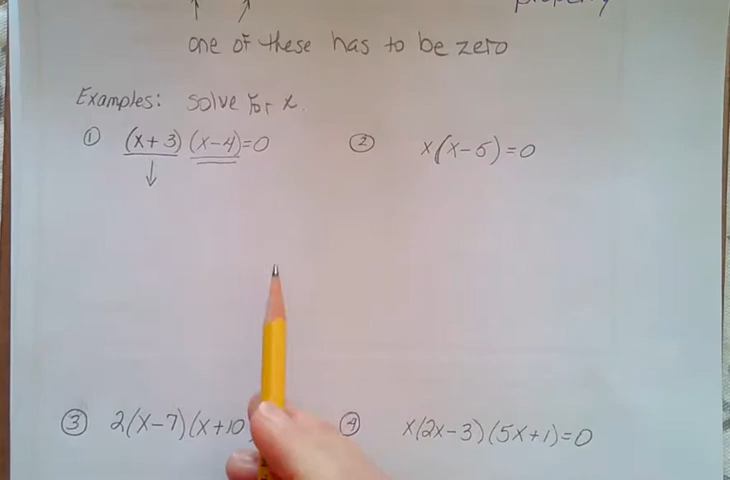 property
one of these has to be zero
Examples: solve for x.
① (x+3)(x-4)=0
② x(x-5)=0
③ 2(x-7)(x+10
④ x(2x-3)(5x+1)=0